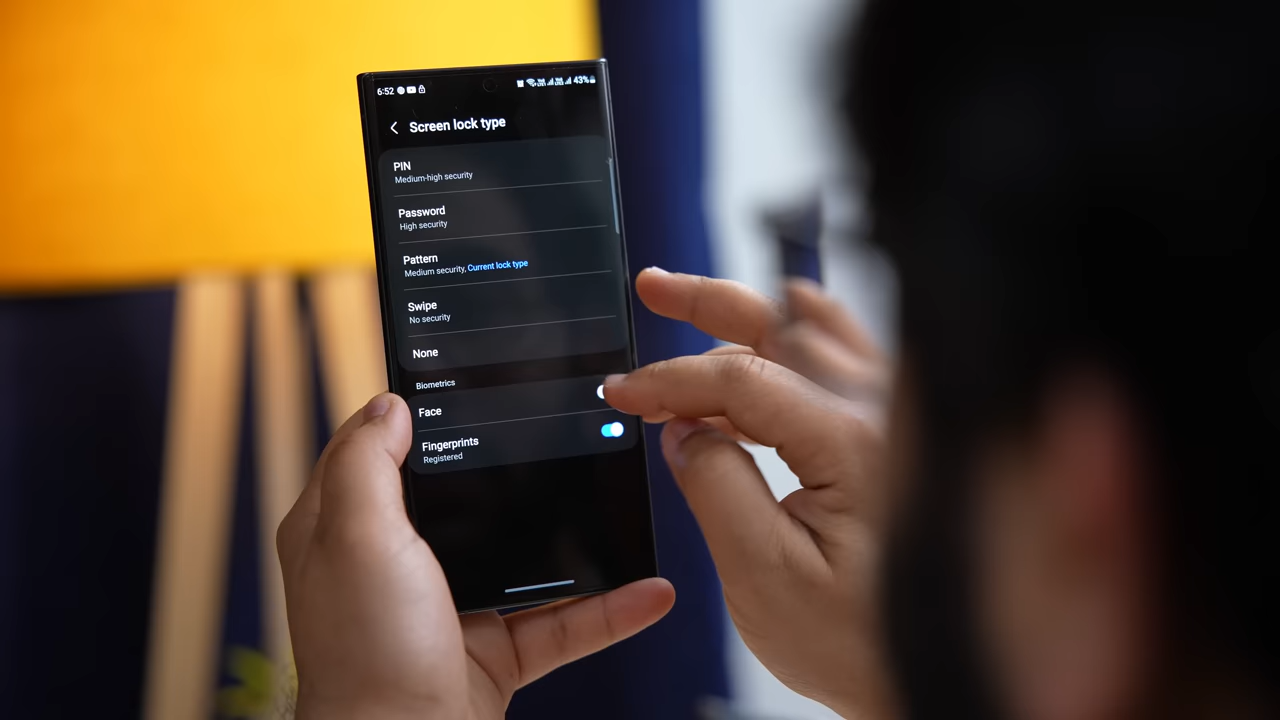 6:52 43%
Screen lock type
PIN
Medium-high security
Password
High security
Pattern
Medium security, Current lock type
Swipe
No security
None
Biometrics
Face
Fingerprints
Registered